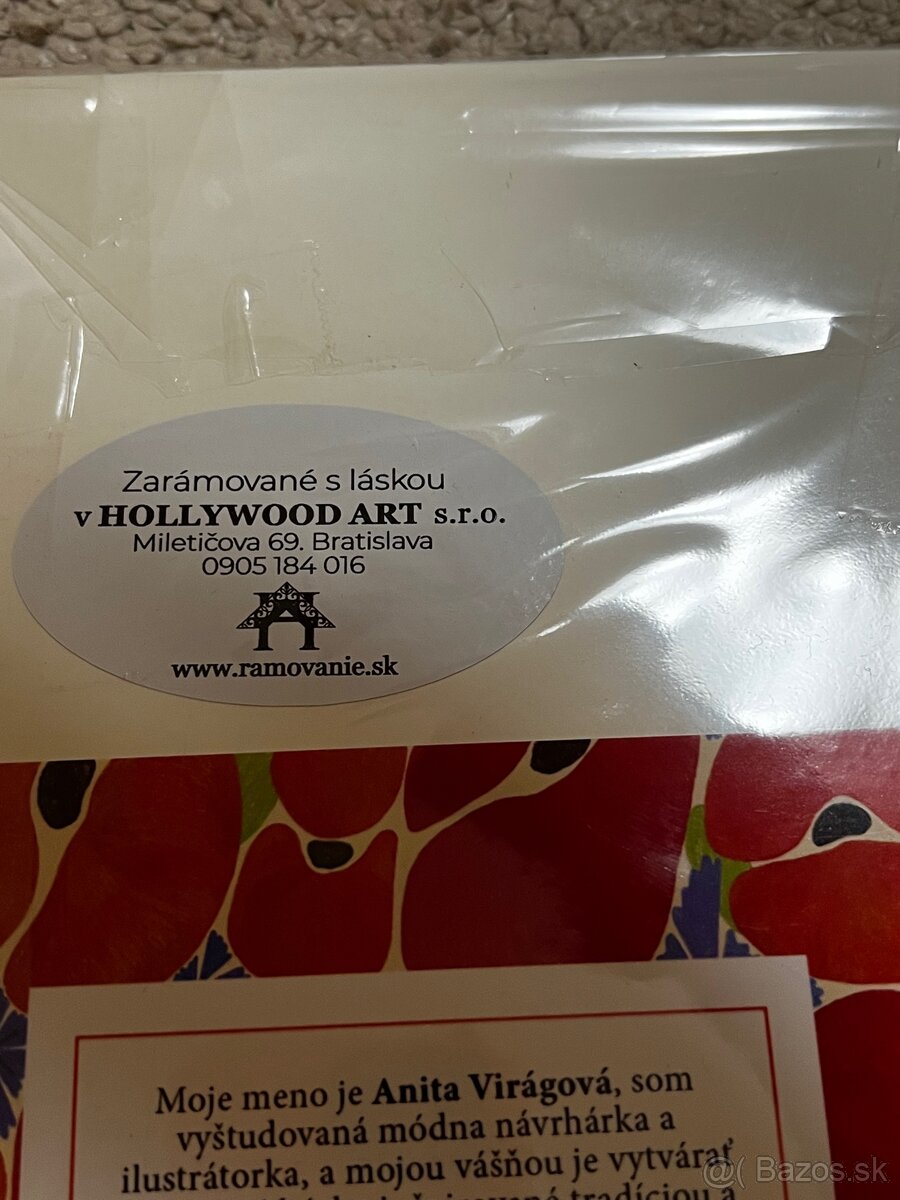 Zarámované s láskou
v HOLLYWOOD ART s.r.o.
Miletičova 69. Bratislava
0905 184 016
www.ramovanie.sk
Moje meno je Anita Virágová, som
vyštudovaná módna návrhárka a
ilustrátorka, a mojou vášňou je vytvárať
tradíciou a
Bazos.sk